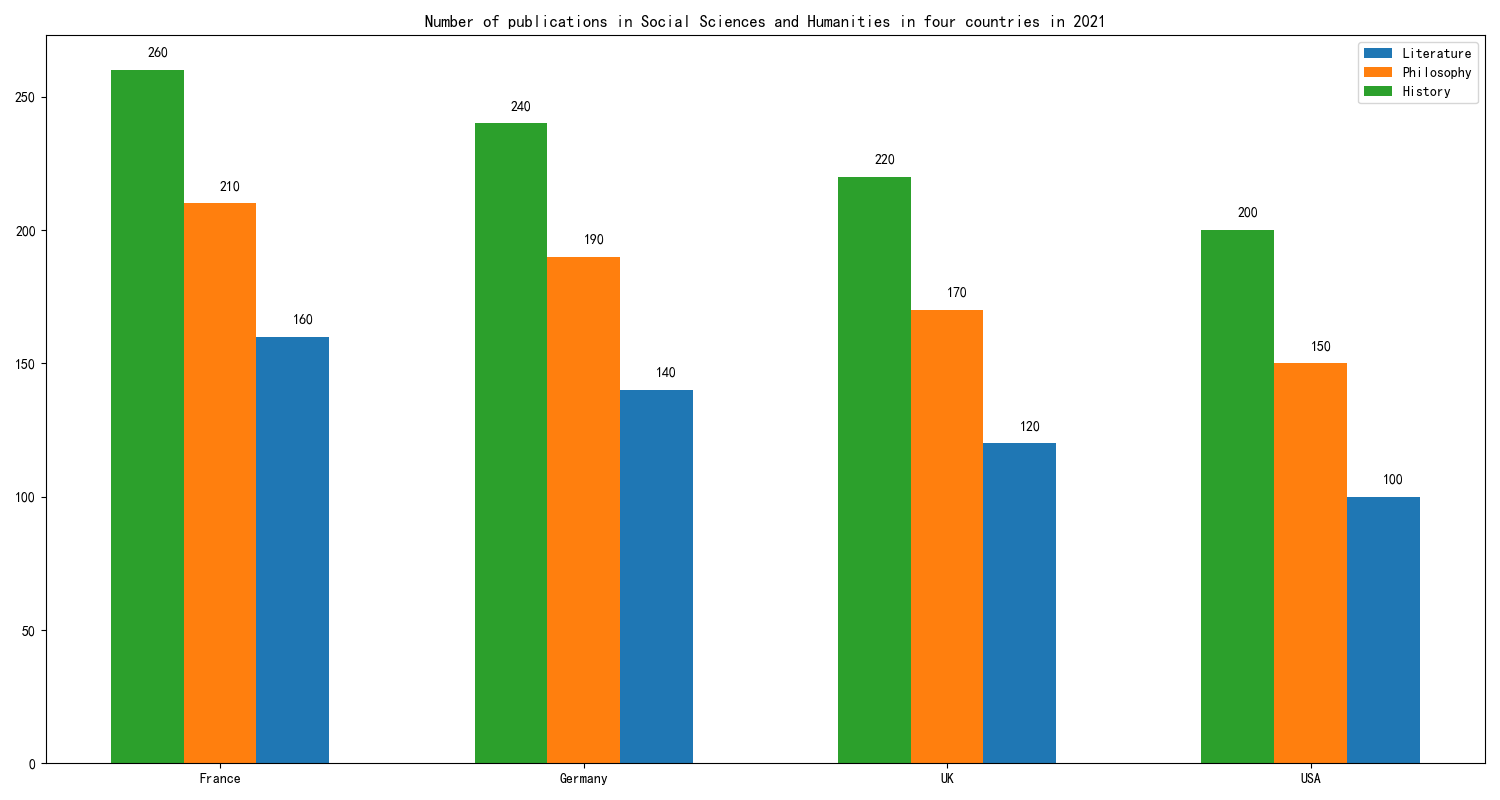 Number of publications in Social Sciences and Humanities in four countries in 2021
Literature
Philosophy
History
250
200
150
100
50
0
260
210
160
240
190
140
220
170
120
200
150
100
France
Germany
UK
USA